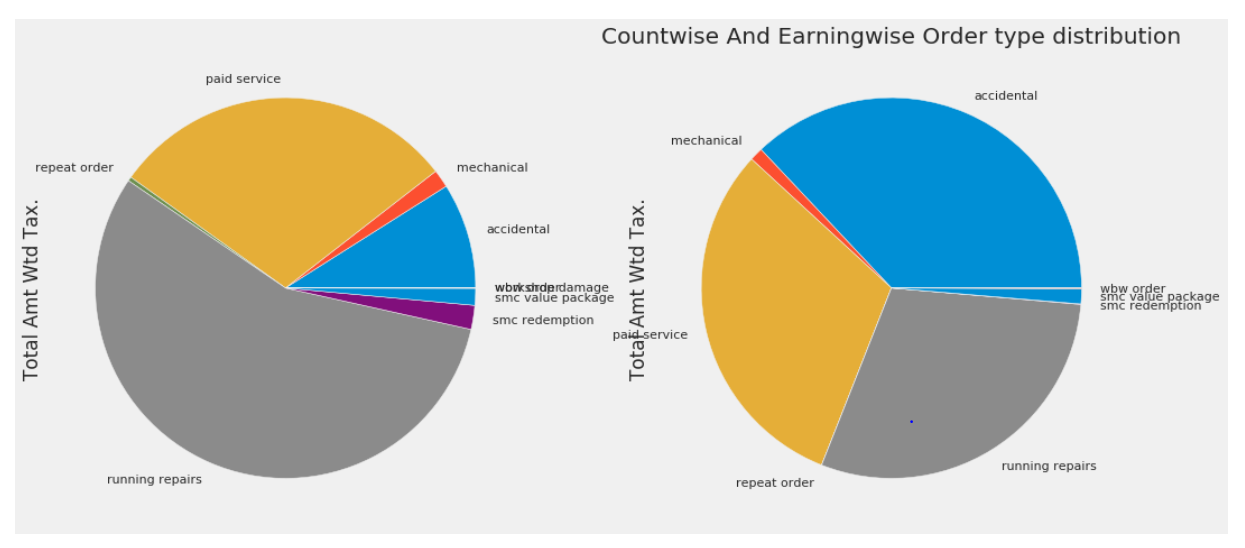 Countwise And Earningwise Order type distribution
paid service
repeat order
mechanical
accidental
Total Amt Wtd Tax.
smc value package
smc redemption
running repairs
accidental
mechanical
Total Amt Wtd Tax.
paid service
wbw order
smc value package
smc redemption
running repairs
repeat order